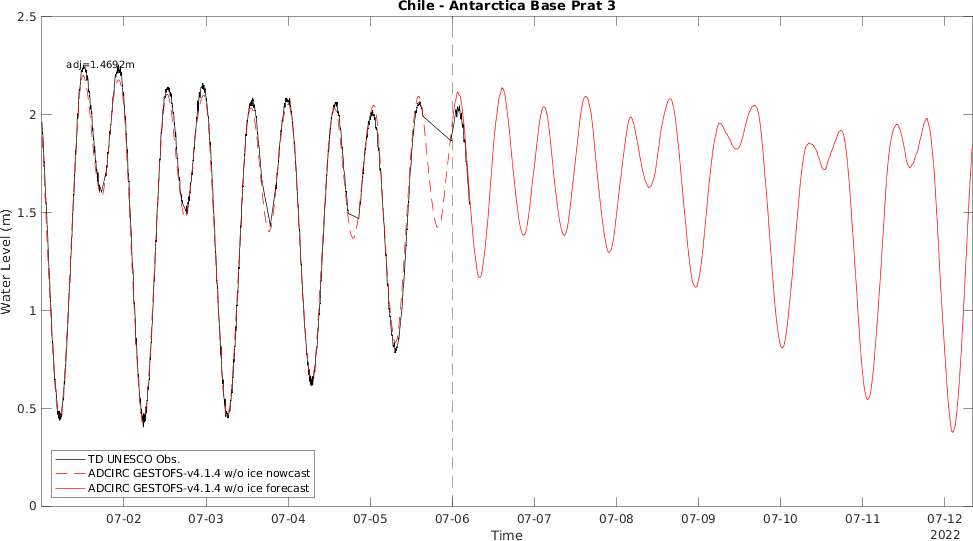 Chile - Antarctica Base Prat 3
2.5
adj=1.4692m
2
1.5
1
0.5
0
Water Level (m)
TD UNESCO Obs.
ADCIRC GESTOFS-v4.1.4 w/o ice nowcast
ADCIRC GESTOFS-v4.1.4 w/o ice forecast
07-02 07-03 07-04 07-05 07-06 07-07 07-08 07-09 07-10 07-11 07-12
Time 2022